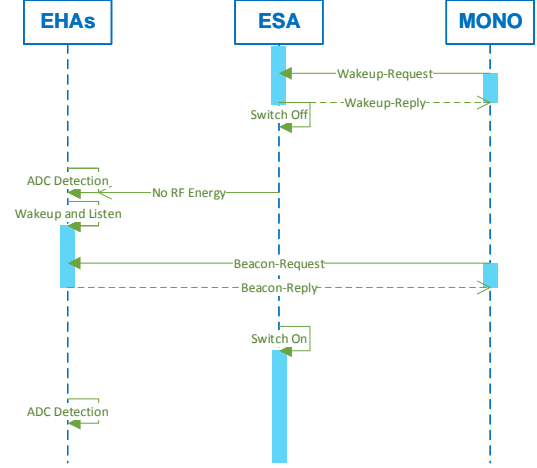 EHAs
ESA
MONO
Wakeup-Request
Wakeup-Reply
Switch Off
ADC Detection
No RF Energy
Wakeup and Listen
Beacon-Request
Beacon-Reply
Switch On
ADC Detection